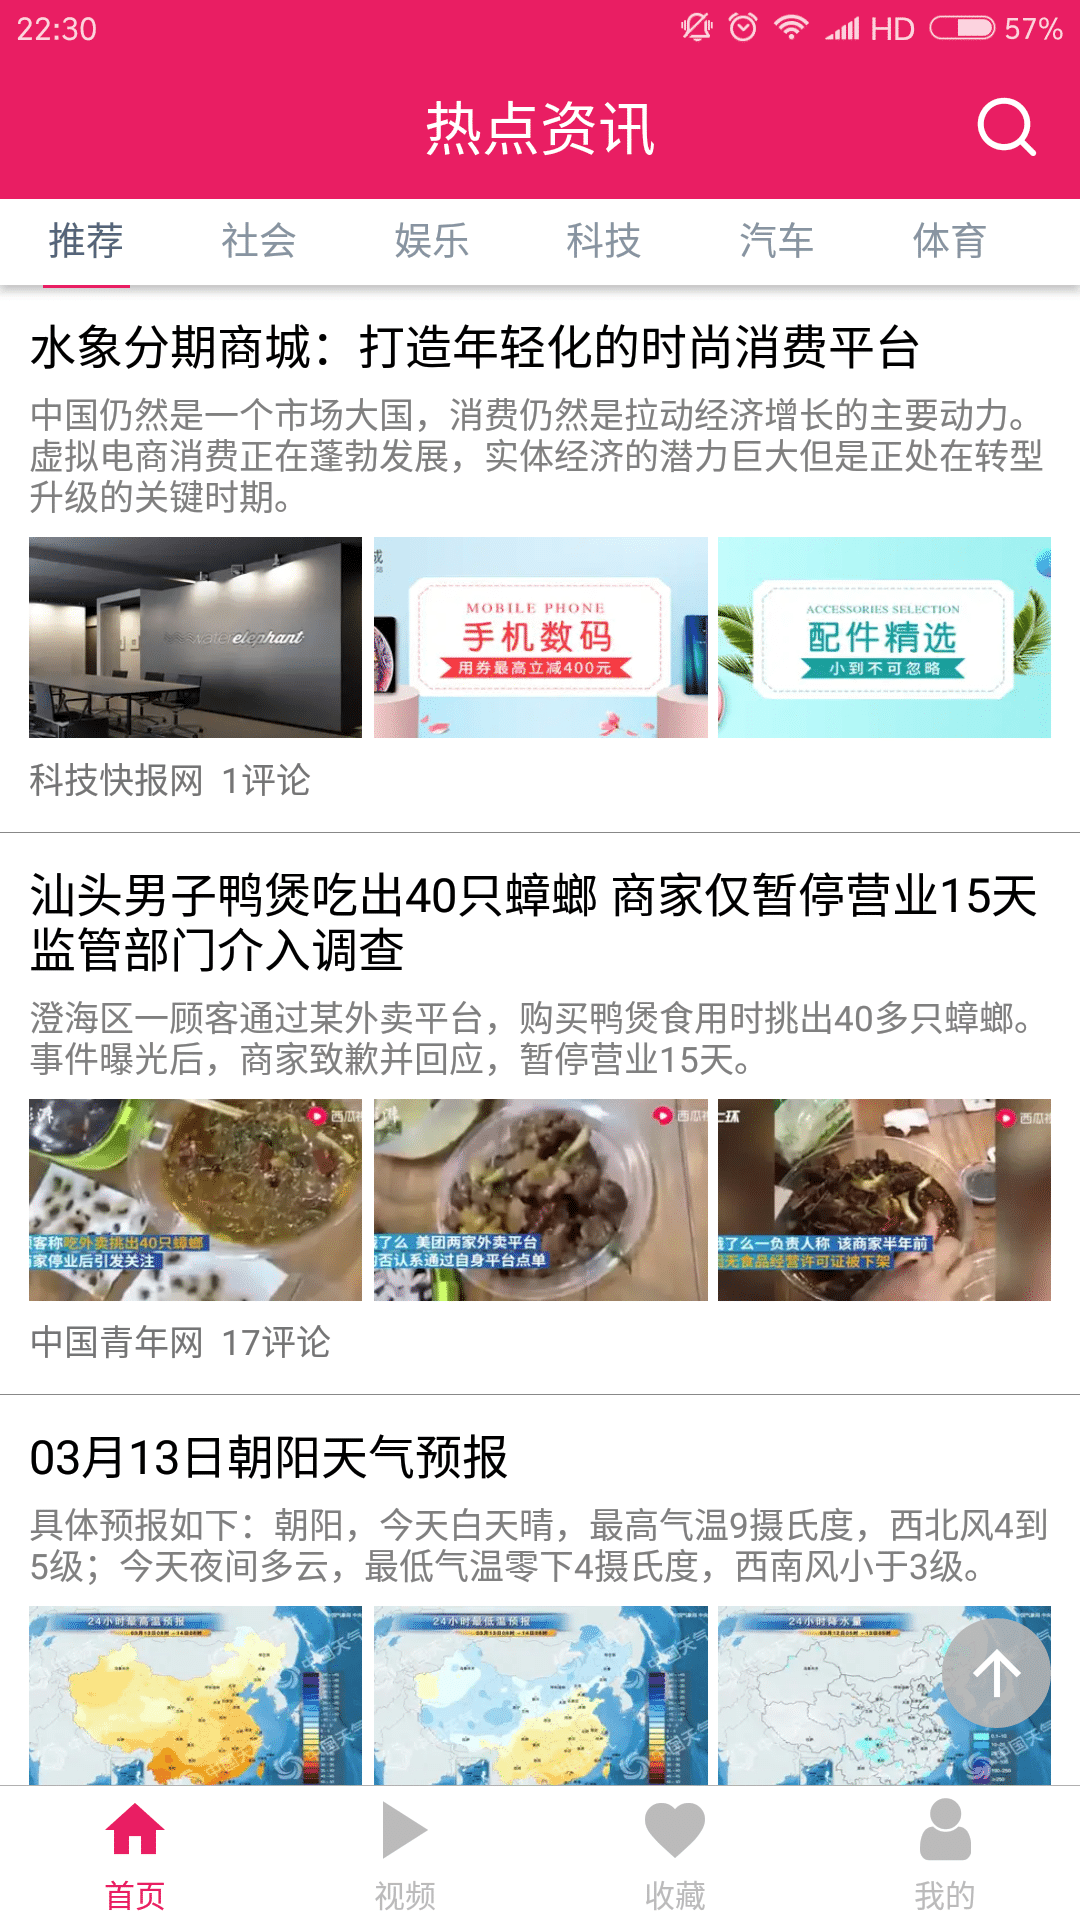 22:30
HD
57%
热点资讯
推荐 社会 娱乐 科技 汽车 体育
水象分期商城：打造年轻化的时尚消费平台
中国仍然是一个市场大国，消费仍然是拉动经济增长的主要动力。
虚拟电商消费正在蓬勃发展，实体经济的潜力巨大但是正处在转型
升级的关键时期。
waterelephant
MOBILE PHONE
手机数码
用券最高立减400元
ACCESSORIES SELECTION
配件精选
小到不可忽略
科技快报网 1评论
汕头男子鸭煲吃出40只蟑螂 商家仅暂停营业15天
监管部门介入调查
澄海区一顾客通过某外卖平台，购买鸭煲食用时挑出40多只蟑螂。
事件曝光后，商家致歉并回应，暂停营业15天。
西瓜
客称吃外卖挑出40只蟑螂
家停业后引发关注
西瓜
了么 美团两家外卖平台
否认系通过自身平台点单
西瓜
了么一负责人称 该商家半年前
因无食品经营许可证被下架
中国青年网 17评论
03月13日朝阳天气预报
具体预报如下：朝阳，今天白天晴，最高气温9摄氏度，西北风4到
5级；今天夜间多云，最低气温零下4摄氏度，西南风小于3级。
24小时最高温预报
中国天气
24小时最低温预报
中国天气
24小时降水量
中国天气
首页 视频 收藏 我的